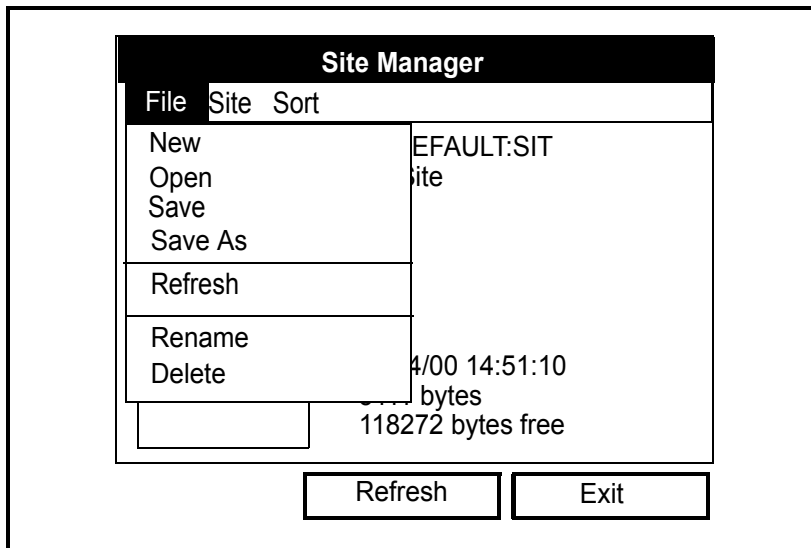 Site Manager
File Site Sort
New
Open
Save
Save As
Refresh
Rename
Delete
EFAULT:SIT
ite
4/00 14:51:10
bytes
118272 bytes free
Refresh
Exit